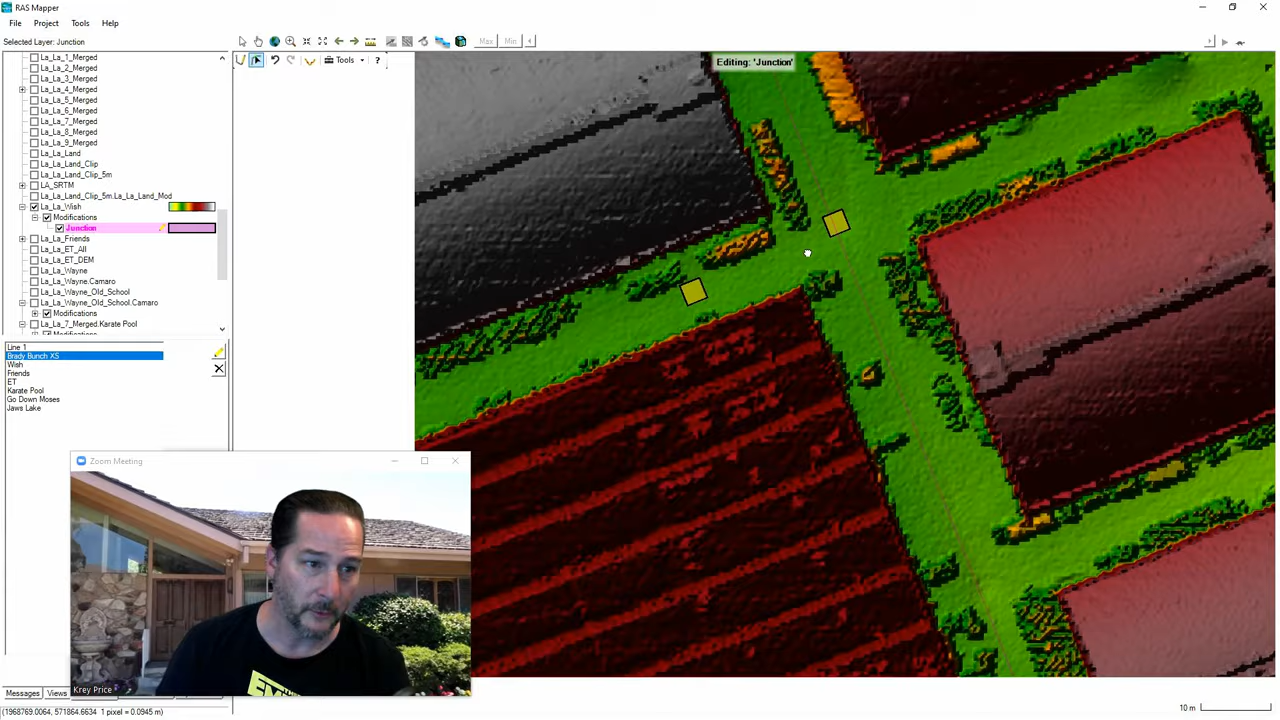 RAS Mapper
File Project Tools Help
Selected Layer: Junction
Max Min
La_La_1_Merged
La_La_2_Merged
La_La_3_Merged
La_La_4_Merged
La_La_5_Merged
La_La_6_Merged
La_La_7_Merged
La_La_8_Merged
La_La_9_Merged
La_La_Land
La_La_Land_Clip
La_La_Land_Clip_5m
LA_SRTM
La_La_Land_Clip_5m.La_La_Land_Mod
La_La_Wish
Modifications
Junction
La_La_Friends
La_La_ET_All
La_La_ET_DEM
La_La_Wayne
La_La_Wayne.Camaro
La_La_Wayne_Old_School
La_La_Wayne_Old_School.Camaro
Modifications
La_La_7_Merged.Karate Pool
Tools ?
Editing: 'Junction'
Line 1
Brady Bunch XS
Wish
Friends
ET
Karate Pool
Go Down Moses
Jaws Lake
Zoom Meeting
Krey Price
Messages Views
(1968769.0064, 571864.6634 1 pixel = 0.0945 m)
10 m